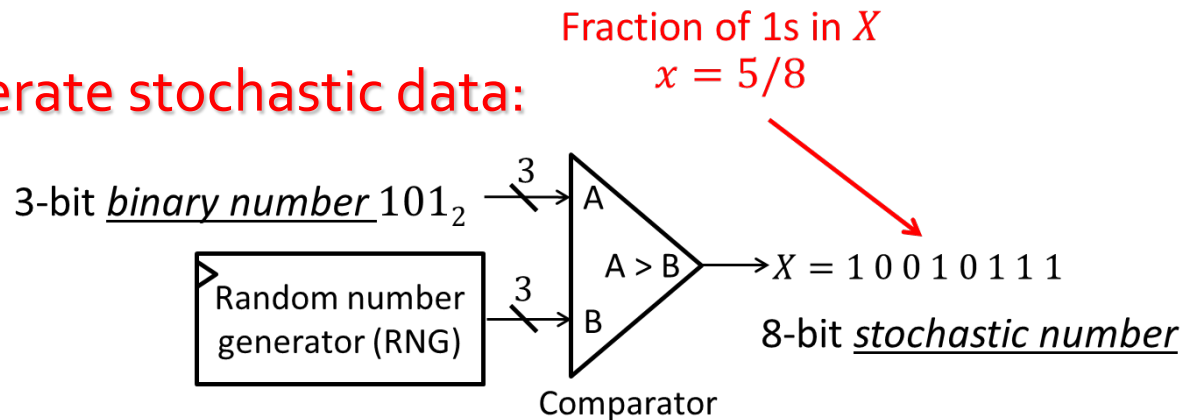 Fraction of 1s in X
x = 5/8
erate stochastic data:
3-bit binary number 101₂
3
A
A > B
X = 1 0 0 1 0 1 1 1
Random number
generator (RNG)
3
B
8-bit stochastic number
Comparator